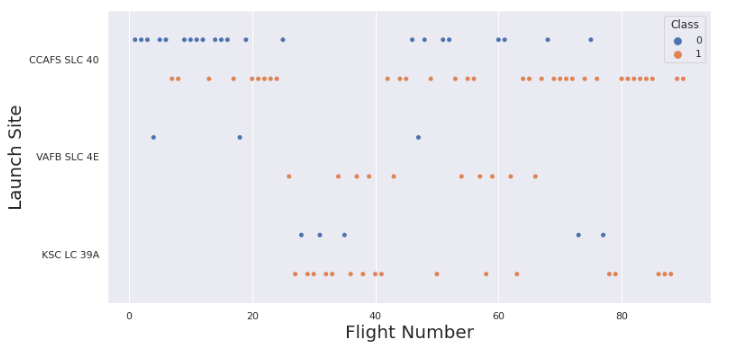 Class
0
1
CCAFS SLC 40
VAFB SLC 4E
KSC LC 39A
Launch Site
0 20 40 60 80
Flight Number